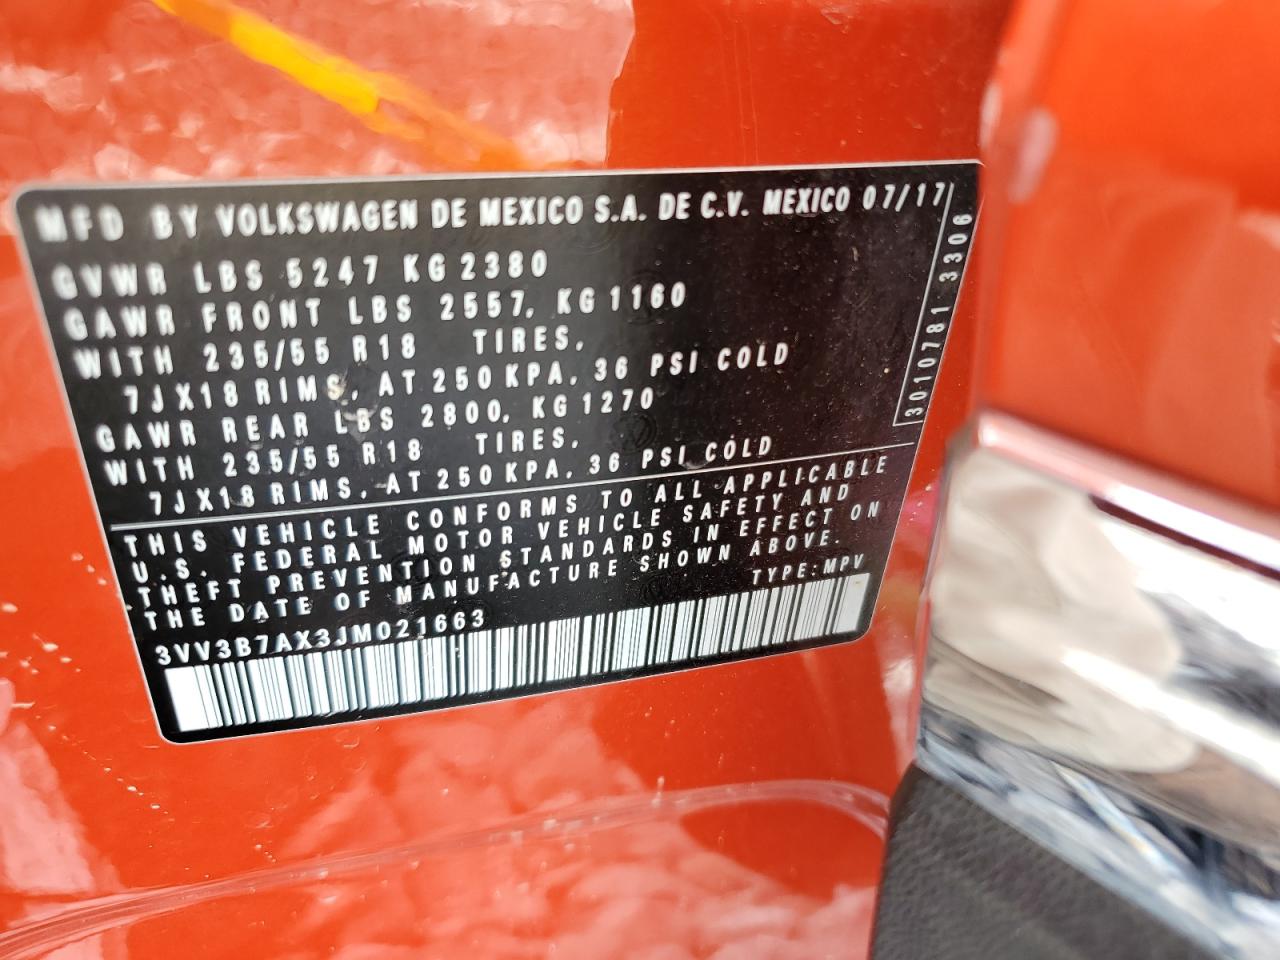 MFD BY VOLKSWAGEN DE MEXICO S.A. DE C.V. MEXICO 07/17
GVWR LBS 5247 KG 2380
GAWR FRONT LBS 2557, KG 1160
WITH 235/55 R18 TIRES,
7JX18 RIMS, AT 250 KPA, 36 PSI COLD
GAWR REAR LBS 2800, KG 1270
WITH 235/55 R18 TIRES,
7JX18 RIMS, AT 250 KPA, 36 PSI COLD
3010781 3306
THIS VEHICLE CONFORMS TO ALL APPLICABLE
U.S. FEDERAL MOTOR VEHICLE SAFETY AND
THEFT PREVENTION STANDARDS IN EFFECT ON
THE DATE OF MANUFACTURE SHOWN ABOVE.
TYPE:MPV
3VV3B7AX3JM021663